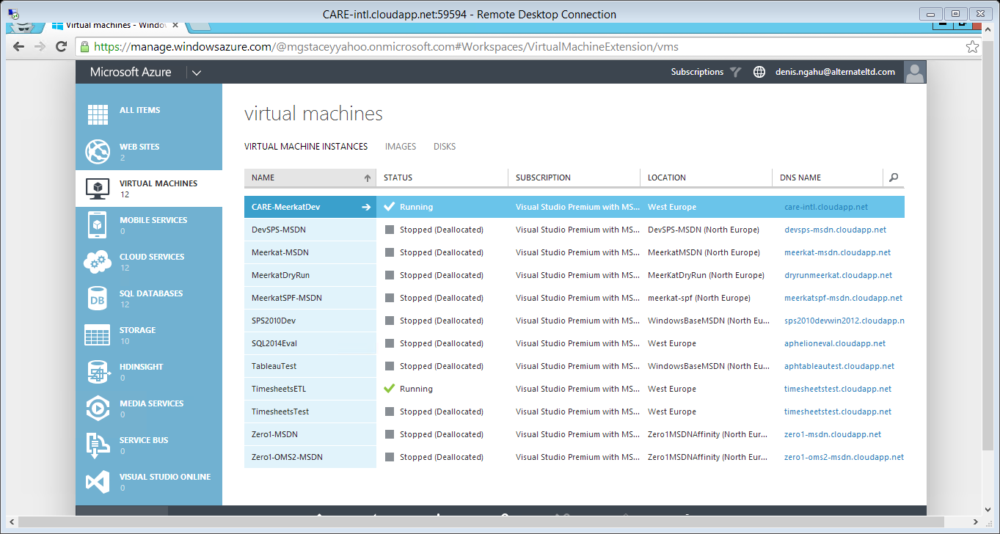 CARE-intl.cloudapp.net:59594 - Remote Desktop Connection
Virtual machines - Windov
https://manage.windowsazure.com/@mgstaceyyahoo.onmicrosoft.com#Workspaces/VirtualMachineExtension/vms
Microsoft Azure
Subscriptions
denis.ngahu@alternateltd.com
ALL ITEMS
WEB SITES
2
VIRTUAL MACHINES
12
MOBILE SERVICES
0
CLOUD SERVICES
12
SQL DATABASES
12
STORAGE
10
HDINSIGHT
0
MEDIA SERVICES
0
SERVICE BUS
0
VISUAL STUDIO ONLINE
0
DB
virtual machines
VIRTUAL MACHINE INSTANCES IMAGES DISKS
NAME STATUS SUBSCRIPTION LOCATION DNS NAME
CARE-MeerkatDev Running Visual Studio Premium with MS... West Europe care-intl.cloudapp.net
DevSPS-MSDN Stopped (Deallocated) Visual Studio Premium with MS... DevSPS-MSDN (North Europe) devsps-msdn.cloudapp.net
Meerkat-MSDN Stopped (Deallocated) Visual Studio Premium with MS... MeerkatMSDN (North Europe) meerkat-msdn.cloudapp.net
MeerkatDryRun Stopped (Deallocated) Visual Studio Premium with MS... MeerKatDryRun (North Europe) dryrunmeerkat.cloudapp.net
MeerkatSPF-MSDN Stopped (Deallocated) Visual Studio Premium with MS... meerkat-spf (North Europe) meerkatspf-msdn.cloudapp.net
SPS2010Dev Stopped (Deallocated) Visual Studio Premium with MS... WindowsBaseMSDN (North Eu... sps2010devwin2012.cloudapp.n
SQL2014Eval Stopped (Deallocated) Visual Studio Premium with MS... West Europe aphelioneval.cloudapp.net
TableauTest Stopped (Deallocated) Visual Studio Premium with MS... WindowsBaseMSDN (North Eu... aphtableautest.cloudapp.net
TimesheetsETL Running Visual Studio Premium with MS... West Europe timesheetstest.cloudapp.net
TimesheetsTest Stopped (Deallocated) Visual Studio Premium with MS... West Europe timesheetstest.cloudapp.net
Zero1-MSDN Stopped (Deallocated) Visual Studio Premium with MS... Zero1MSDNAffinity (North Eur... zero1-msdn.cloudapp.net
Zero1-OMS2-MSDN Stopped (Deallocated) Visual Studio Premium with MS... Zero1MSDNAffinity (North Eur... zero1-oms2-msdn.cloudapp.net